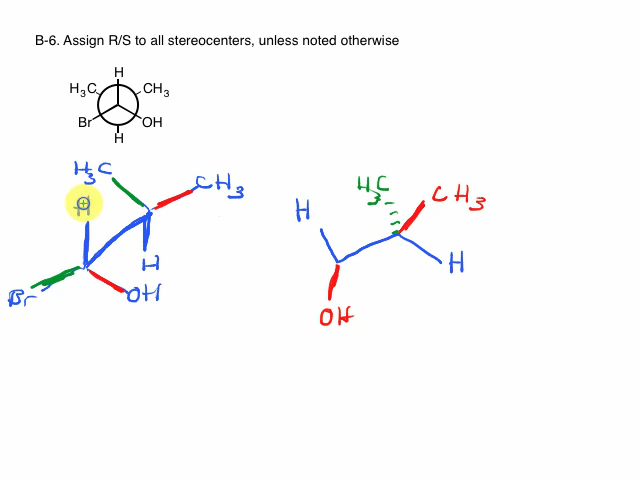 B-6. Assign R/S to all stereocenters, unless noted otherwise
H
H3C CH3
Br OH
H
H3C CH3
H
H
Br OH
H3C CH3
H
H
OH